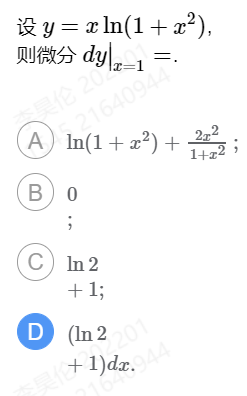 设 y = x ln(1 + x²),
则微分 dy|ₓ₌₁ =.
A ln(1 + x²) + 2x²/(1+x²) ;
B 0
;
C ln 2
+ 1;
D (ln 2
+ 1)dx.